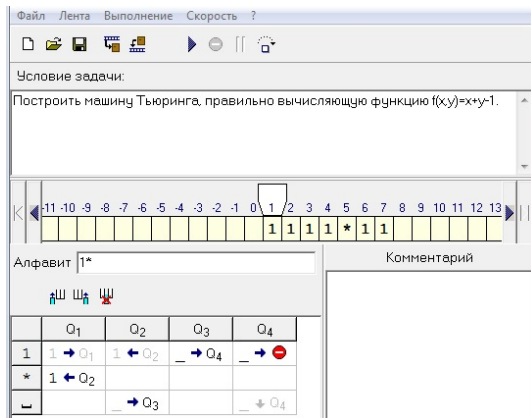 Файл Лента Выполнение Скорость ?
Условие задачи:
Построить машину Тьюринга, правильно вычисляющую функцию f(x,y)=x+y-1.
-11 -10 -9 -8 -7 -6 -5 -4 -3 -2 -1 0 1 2 3 4 5 6 7 8 9 10 11 12 13
1 1 1 1 * 1 1
Алфавит 1*
Комментарий
Q1 Q2 Q3 Q4
1 1 → Q1 1 ← Q2 _ → Q4 _ →
* 1 ← Q2
_ → Q3 _ ↓ Q4